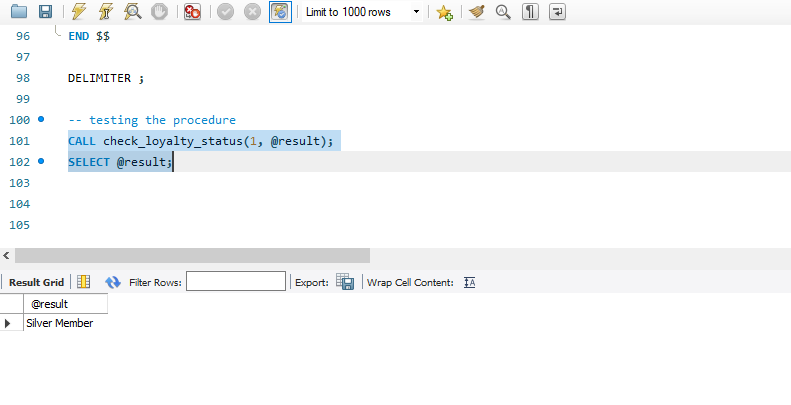 Limit to 1000 rows
96 END $$
97
98 DELIMITER ;
99
100 -- testing the procedure
101 CALL check_loyalty_status(1, @result);
102 SELECT @result;
103
104
105
Result Grid Filter Rows: Export: Wrap Cell Content: IA
@result
Silver Member